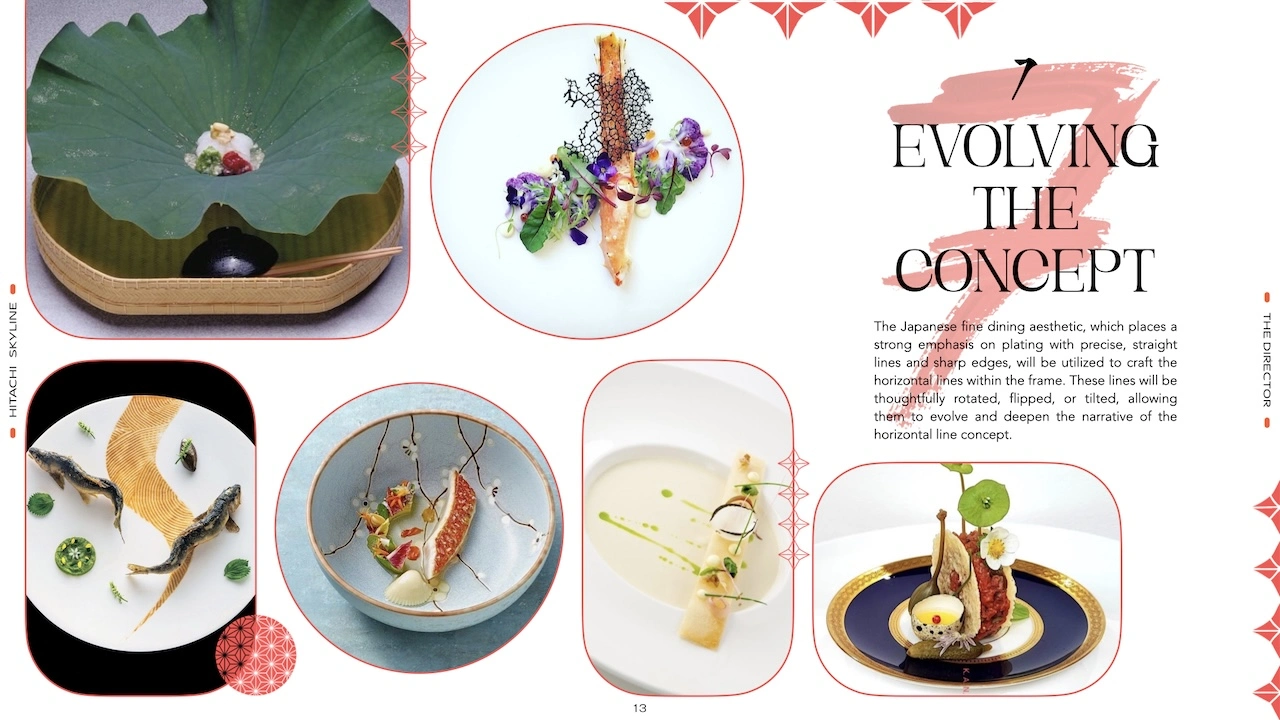 EVOLVING
THE
CONCEPT
The Japanese fine dining aesthetic, which places a
strong emphasis on plating with precise, straight
lines and sharp edges, will be utilized to craft the
horizontal lines within the frame. These lines will be
thoughtfully rotated, flipped, or tilted, allowing
them to evolve and deepen the narrative of the
horizontal line concept.
HITACHI SKYLINE
THE DIRECTOR
KAN
13